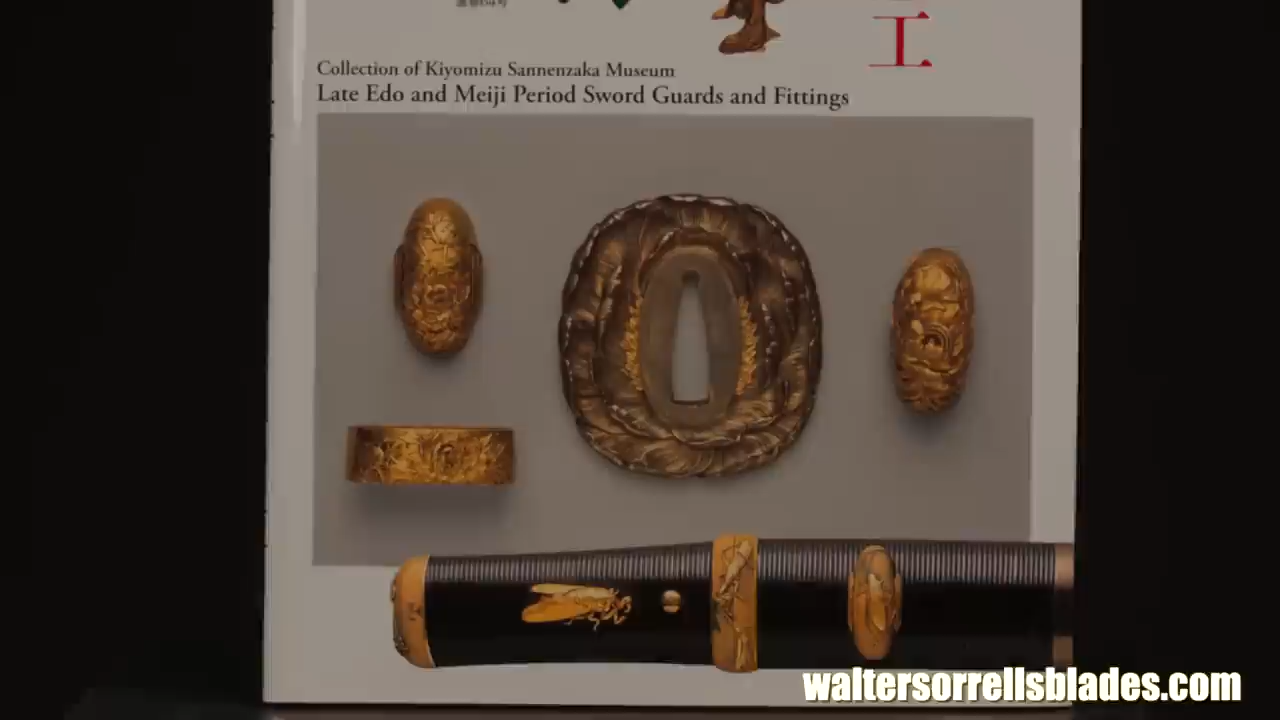 工
Collection of Kiyomizu Sannenzaka Museum
Late Edo and Meiji Period Sword Guards and Fittings
waltersorrellsblades.com